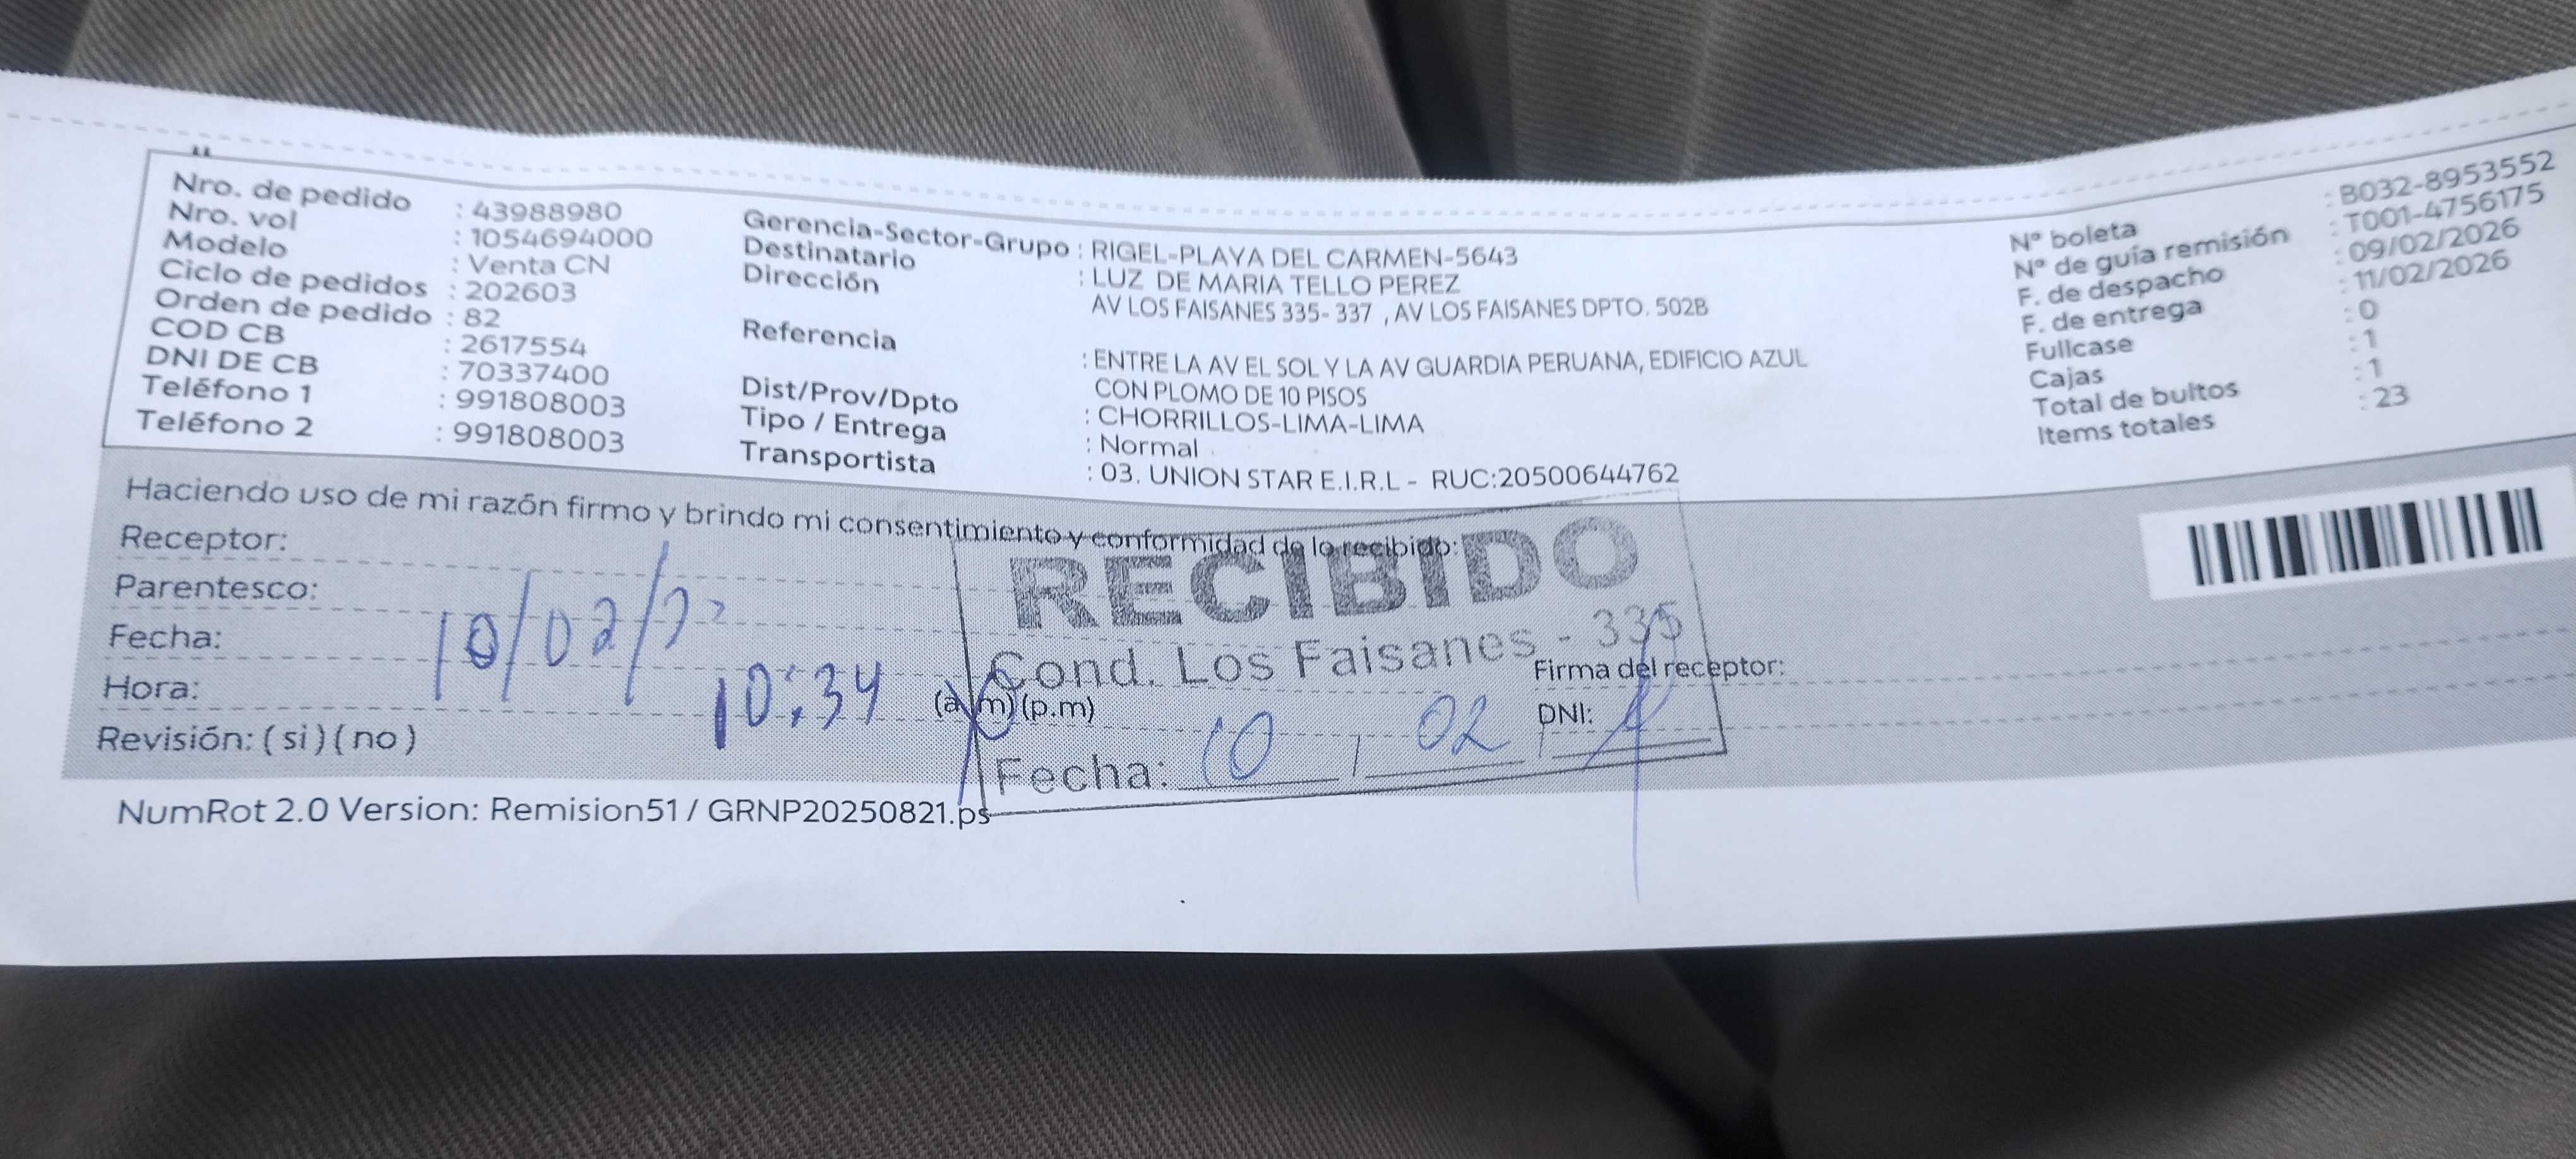 Nro. de pedido : 43988980
Nro. vol : 1054694000
Modelo : Venta CN
Ciclo de pedidos : 202603
Orden de pedido : 82
COD CB : 2617554
DNI DE CB : 70337400
Teléfono 1 : 991808003
Teléfono 2 : 991808003
Gerencia-Sector-Grupo : RIGEL-PLAYA DEL CARMEN-5643
Destinatario : LUZ DE MARIA TELLO PEREZ
Dirección AV LOS FAISANES 335- 337 , AV LOS FAISANES DPTO. 502B
Referencia : ENTRE LA AV EL SOL Y LA AV GUARDIA PERUANA, EDIFICIO AZUL
CON PLOMO DE 10 PISOS
Dist/Prov/Dpto : CHORRILLOS-LIMA-LIMA
Tipo / Entrega : Normal
Transportista : 03. UNION STAR E.I.R.L - RUC:20500644762
N° boleta : B032-8953552
N° de guía remisión : T001-4756175
F. de despacho : 09/02/2026
F. de entrega : 11/02/2026
Fullcase : 0
Cajas : 1
Total de bultos : 1
Items totales : 23
Haciendo uso de mi razón firmo y brindo mi consentimiento y conformidad de lo recibido:
Receptor:
Parentesco:
Fecha: 10/02/
Hora: 10:34 (a.m) (p.m)
Revisión: ( si ) ( no )
RECIBIDO
Cond. Los Faisanes - 335
Fecha: 10 / 02 /
Firma del receptor:
DNI:
NumRot 2.0 Version: Remision51 / GRNP20250821.ps